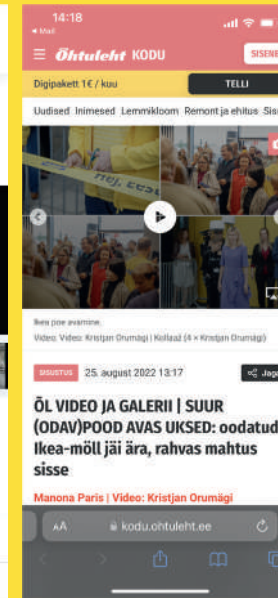 14:18
◂ Mail
Õhtuleht KODU
SISENE
Digipakett 1€ / kuu
TELLI
Uudised Inimesed Lemmikloom Remont ja ehitus Sis
Hej, Eesti
Ikea poe avamine.
Video: Video: Kristjan Orumägi | Kollaaž (4 × Kristjan Orumägi)
SISUSTUS
25. august 2022 13:17
Jaga
ÕL VIDEO JA GALERII | SUUR
(ODAV)POOD AVAS UKSED: oodatud
Ikea-möll jäi ära, rahvas mahtus
sisse
Manona Paris | Video: Kristjan Orumägi
AA
kodu.ohtuleht.ee